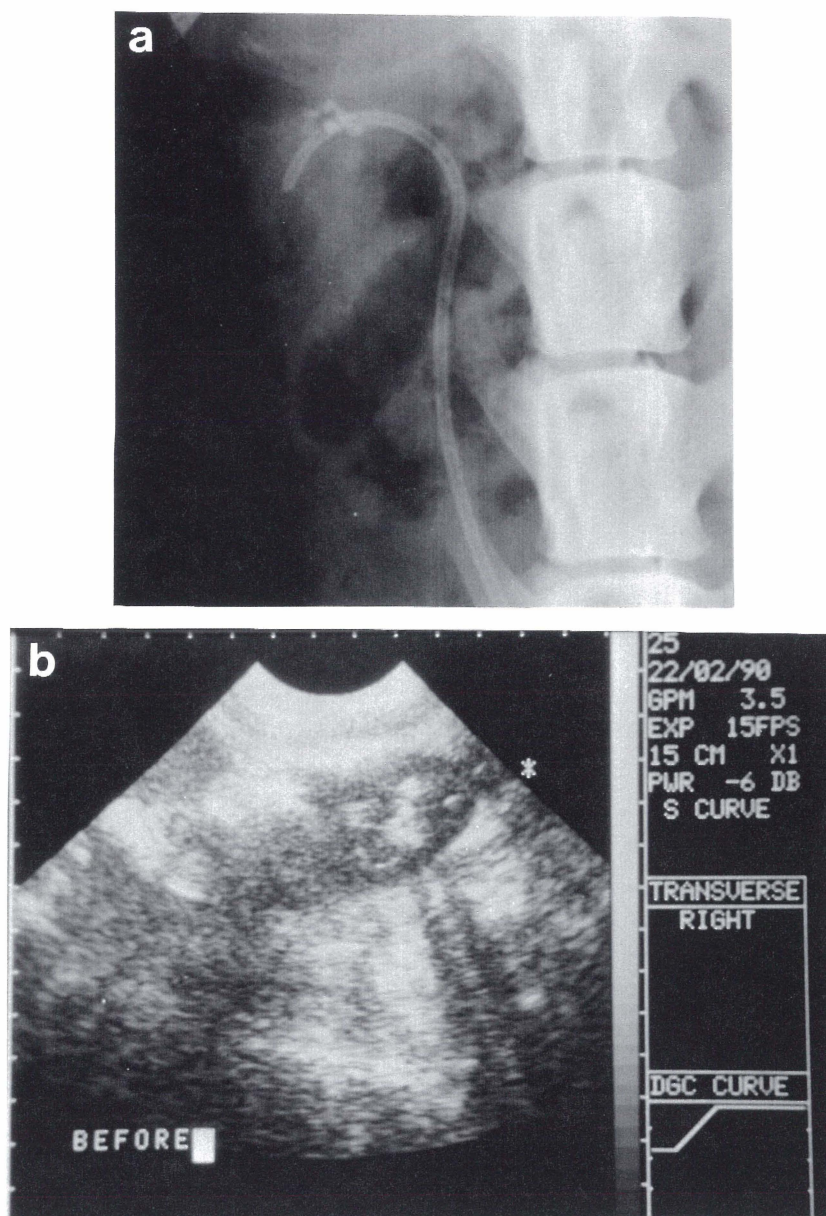 a
b
25
22/02/90
GPM 3.5
EXP 15FPS
15 CM X1
PWR -6 DB
S CURVE
TRANSVERSE
RIGHT
DGC CURVE
BEFORE